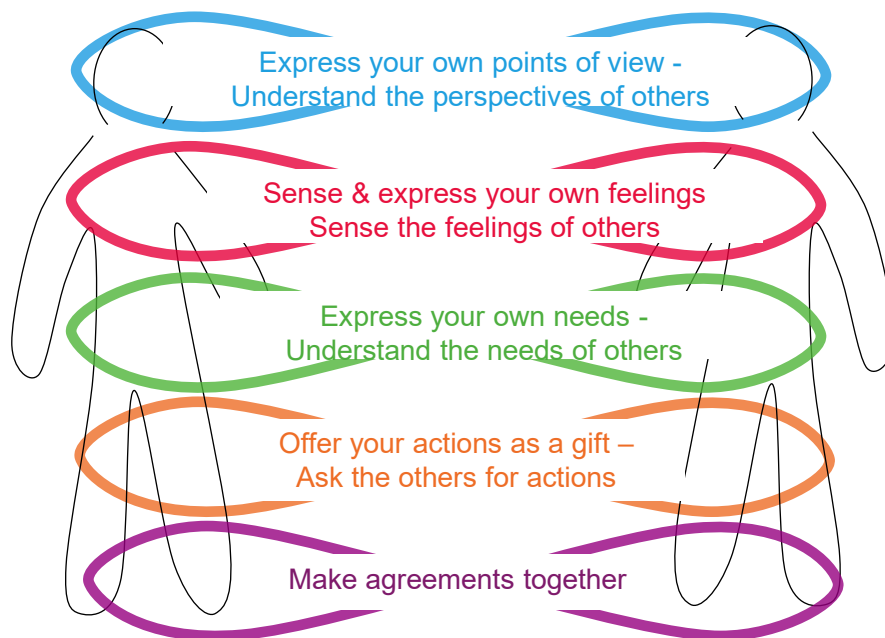 Express your own points of view -
Understand the perspectives of others
Sense & express your own feelings
Sense the feelings of others
Express your own needs -
Understand the needs of others
Offer your actions as a gift –
Ask the others for actions
Make agreements together